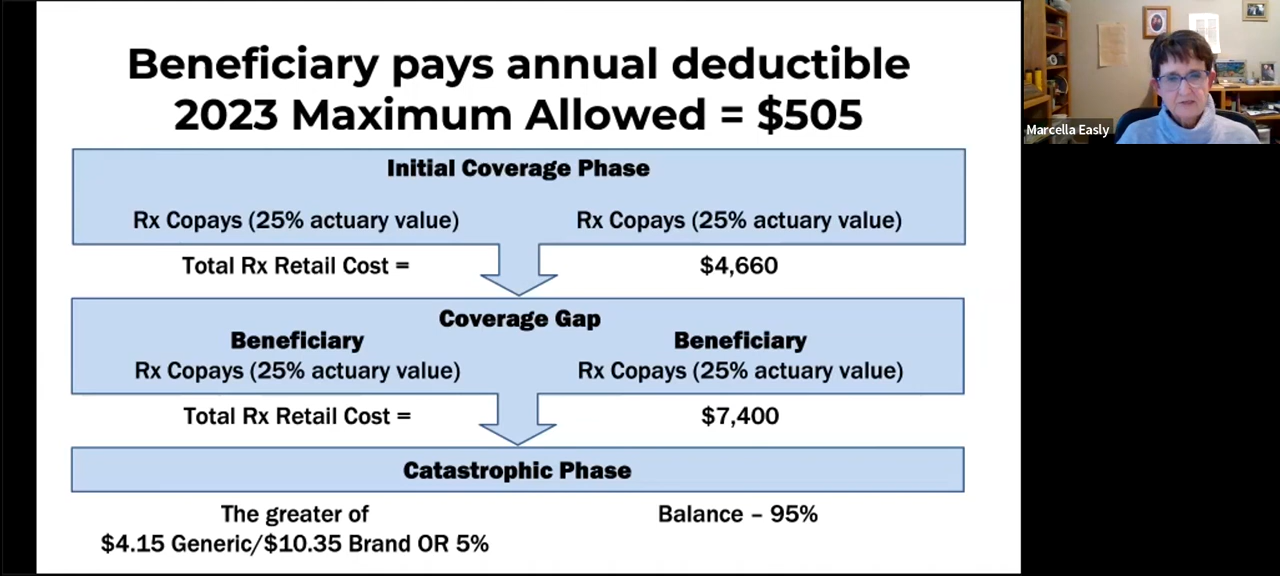 Beneficiary pays annual deductible
2023 Maximum Allowed = $505
Initial Coverage Phase
Rx Copays (25% actuary value) Rx Copays (25% actuary value)
Total Rx Retail Cost = $4,660
Coverage Gap
Beneficiary Beneficiary
Rx Copays (25% actuary value) Rx Copays (25% actuary value)
Total Rx Retail Cost = $7,400
Catastrophic Phase
The greater of Balance – 95%
$4.15 Generic/$10.35 Brand OR 5%
Marcella Easly